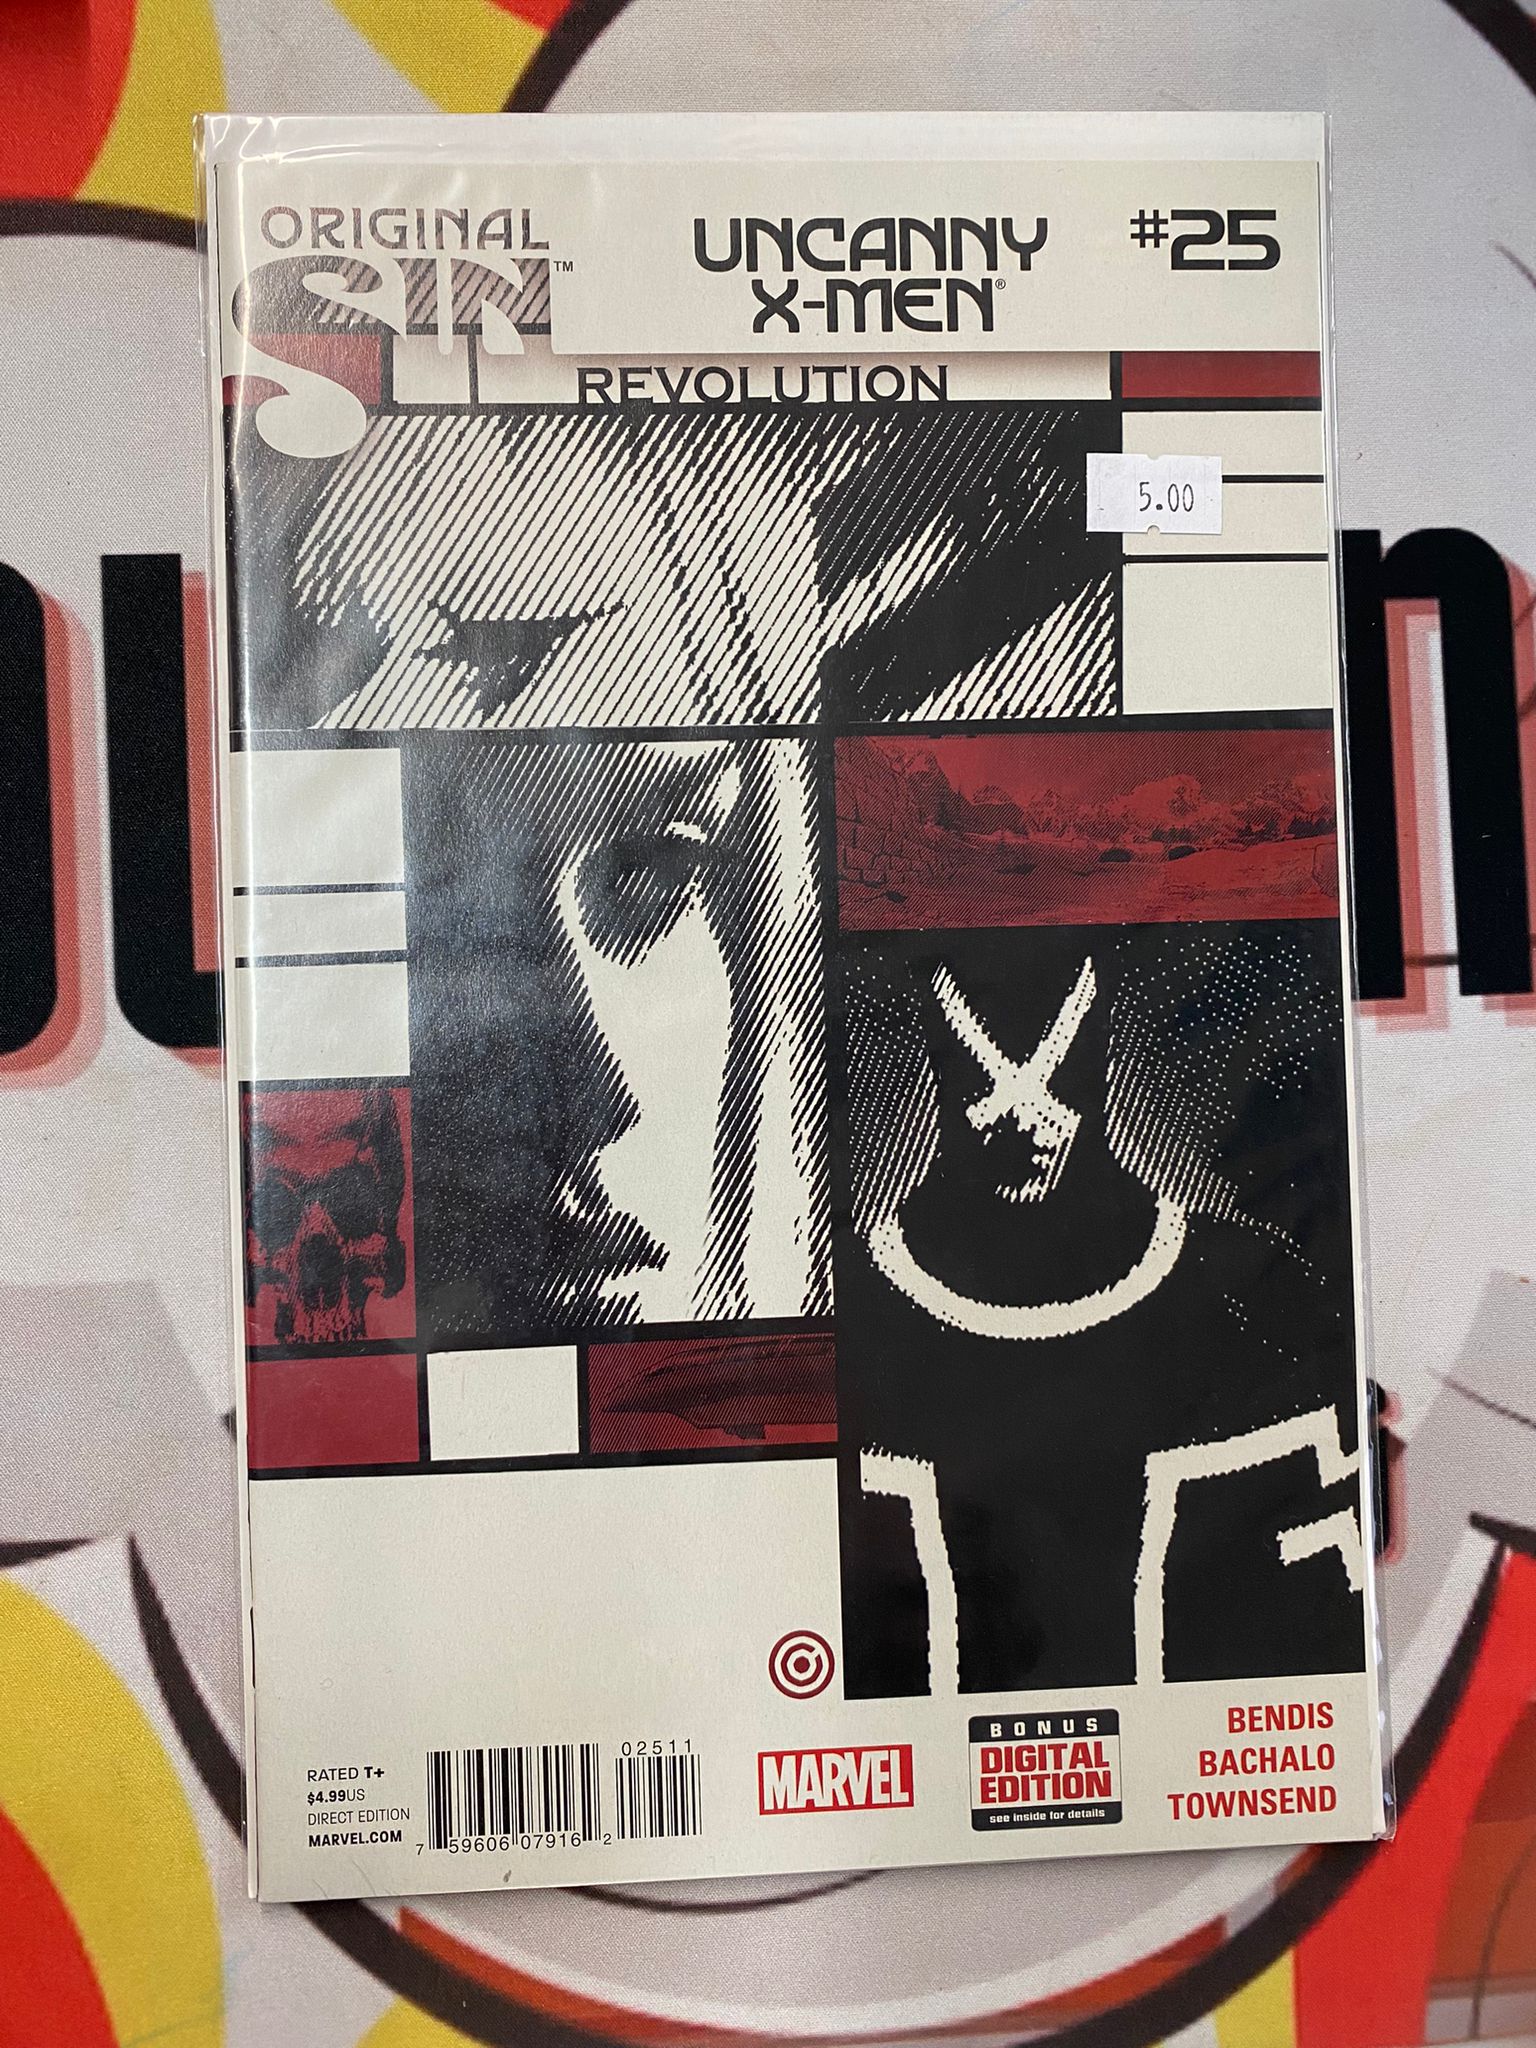 ORIGINAL
SIN™
UNCANNY
X-MEN®
#25
REVOLUTION
5.00
RATED T+
$4.99US
DIRECT EDITION
MARVEL.COM
02511
7 59606 07916 2
MARVEL
BONUS
DIGITAL
EDITION
see inside for details
BENDIS
BACHALO
TOWNSEND